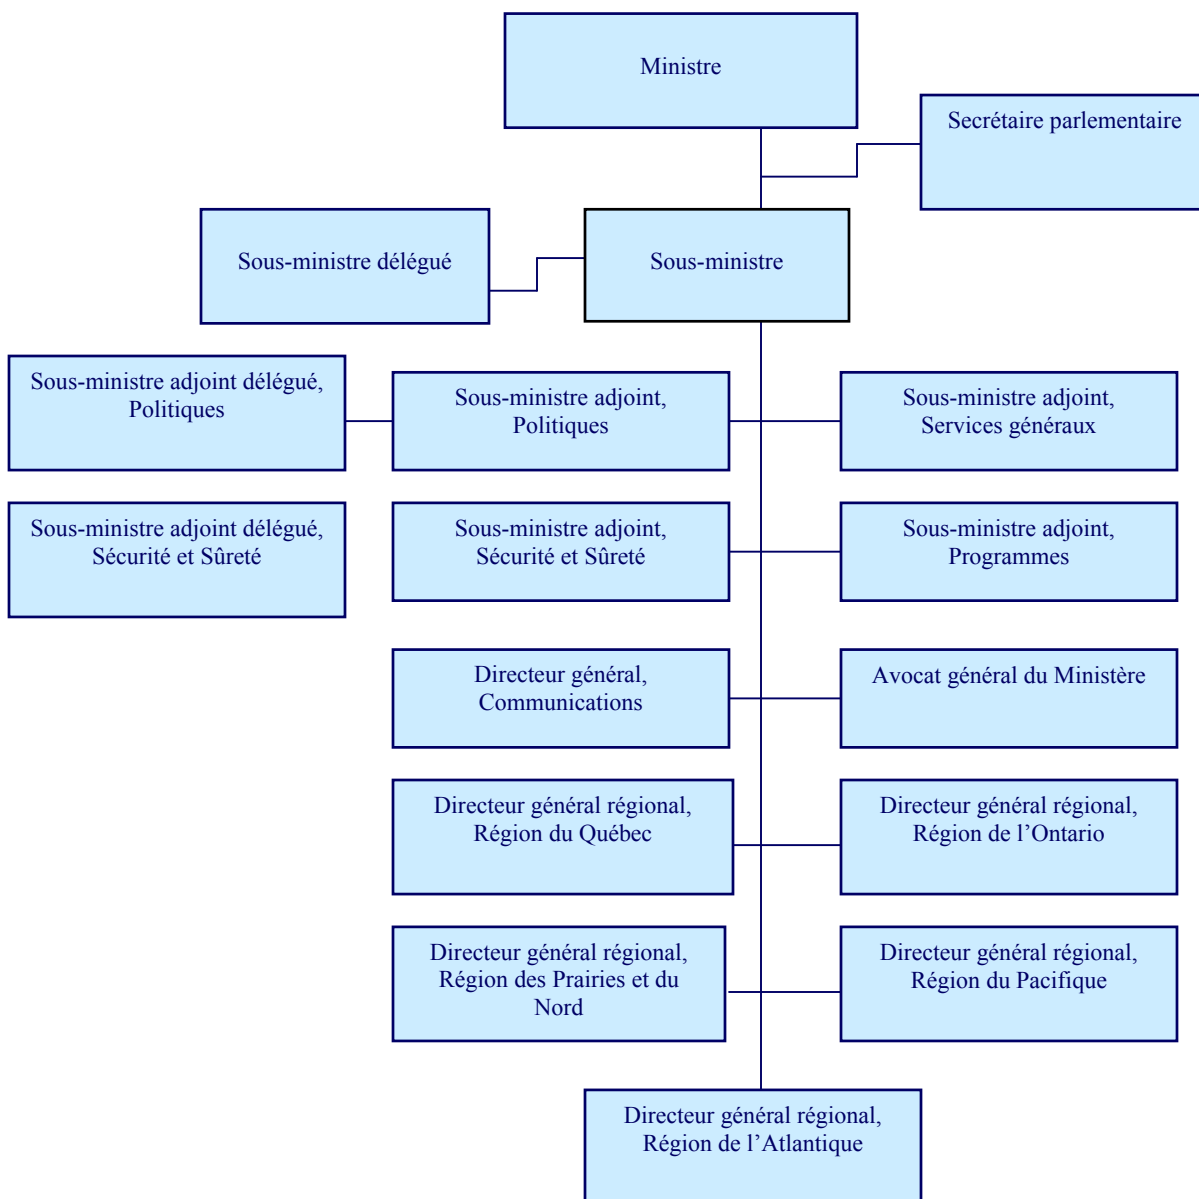 Ministre
Secrétaire parlementaire
Sous-ministre délégué
Sous-ministre
Sous-ministre adjoint délégué,
Politiques
Sous-ministre adjoint,
Politiques
Sous-ministre adjoint,
Services généraux
Sous-ministre adjoint délégué,
Sécurité et Sûreté
Sous-ministre adjoint,
Sécurité et Sûreté
Sous-ministre adjoint,
Programmes
Directeur général,
Communications
Avocat général du Ministère
Directeur général régional,
Région du Québec
Directeur général régional,
Région de l’Ontario
Directeur général régional,
Région des Prairies et du
Nord
Directeur général régional,
Région du Pacifique
Directeur général régional,
Région de l’Atlantique